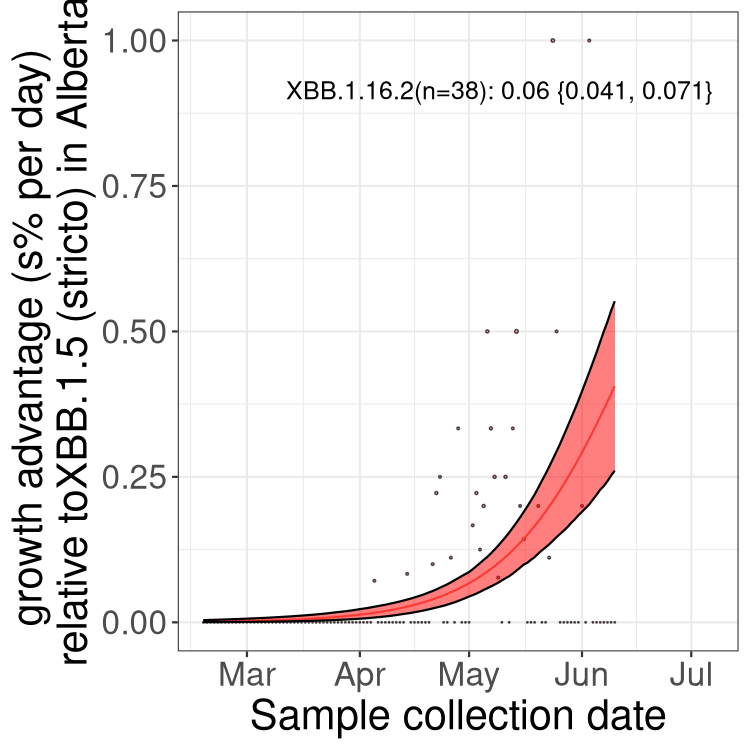 growth advantage (s% per day)
relative toXBB.1.5 (stricto) in Alberta
1.00
XBB.1.16.2(n=38): 0.06 {0.041, 0.071}
0.75
0.50
0.25
0.00
Mar Apr May Jun Jul
Sample collection date